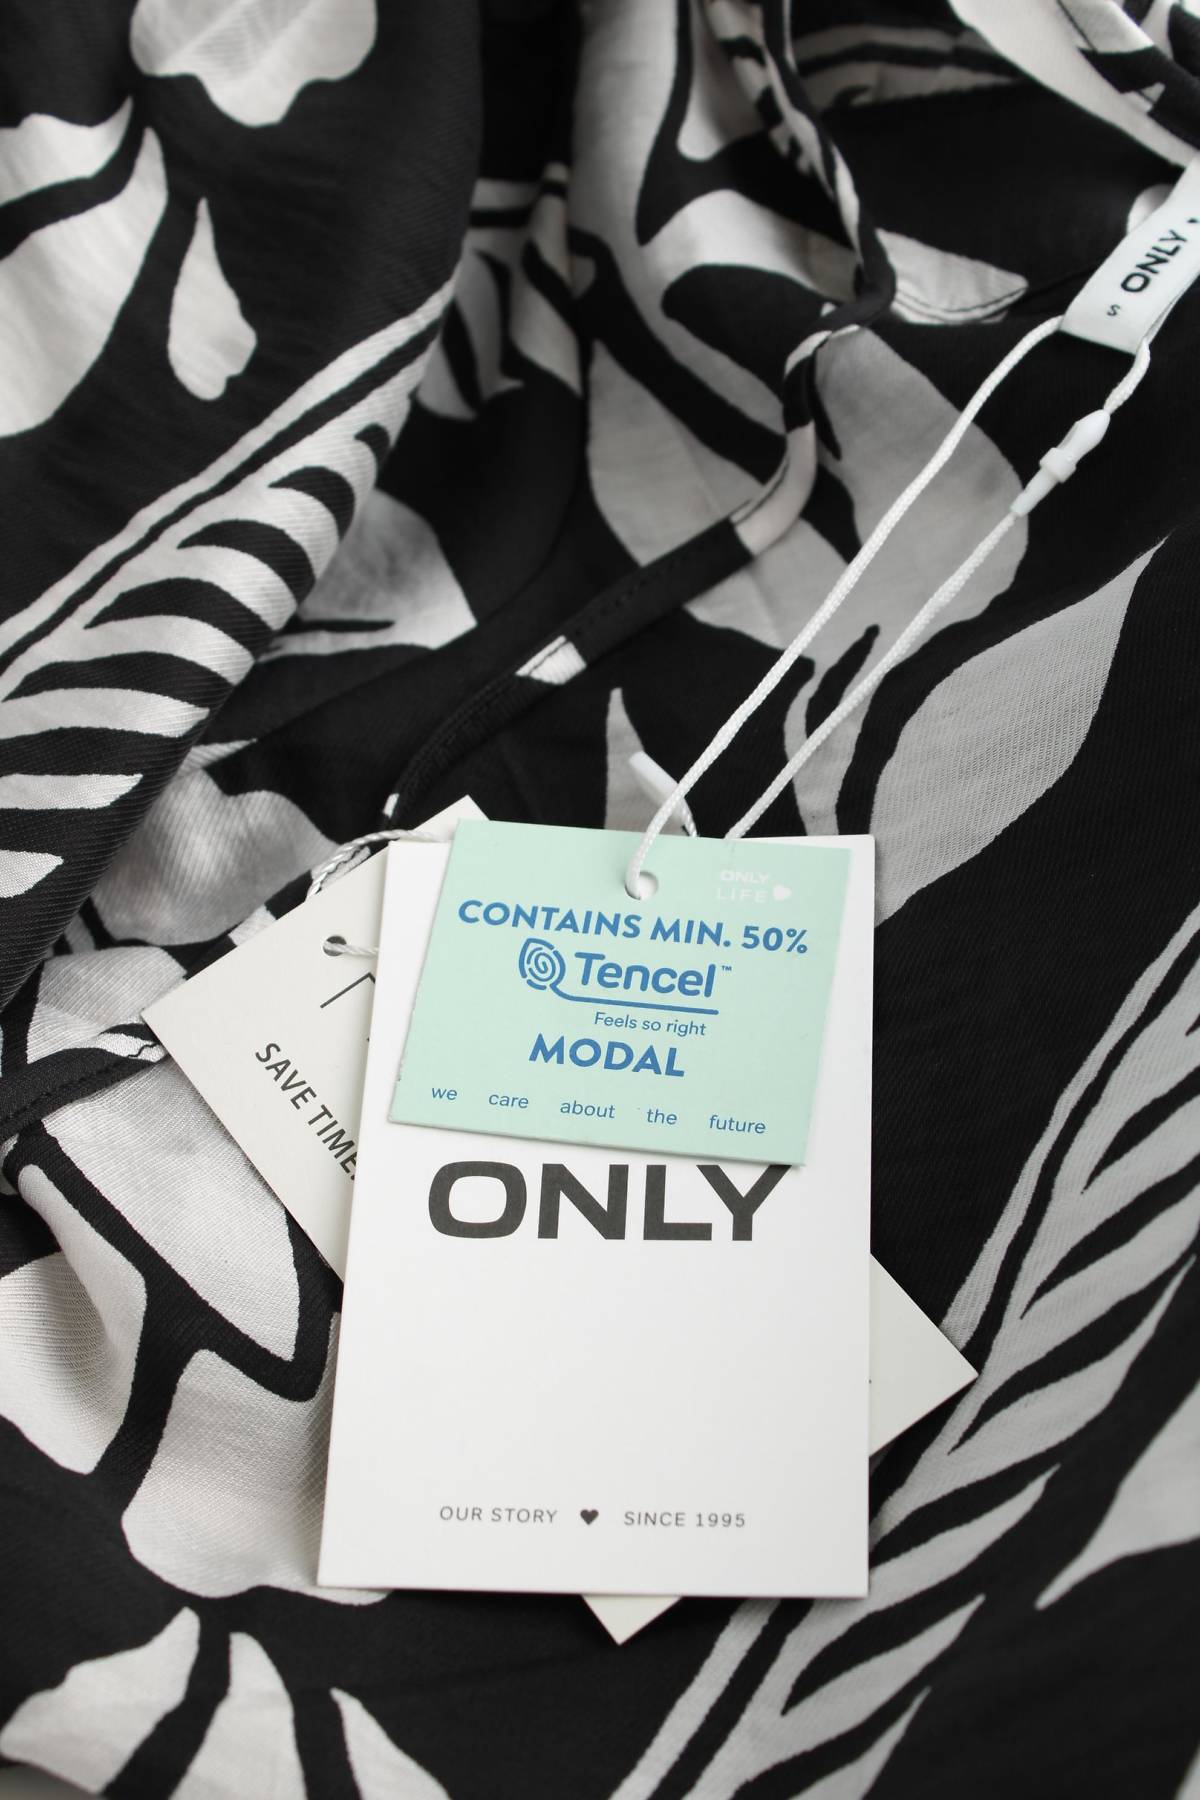 ONLY
S
ONLY
LIFE
CONTAINS MIN. 50%
Tencel™
Feels so right
MODAL
we care about the future
SAVE TIME.
ONLY
OUR STORY ♥ SINCE 1995